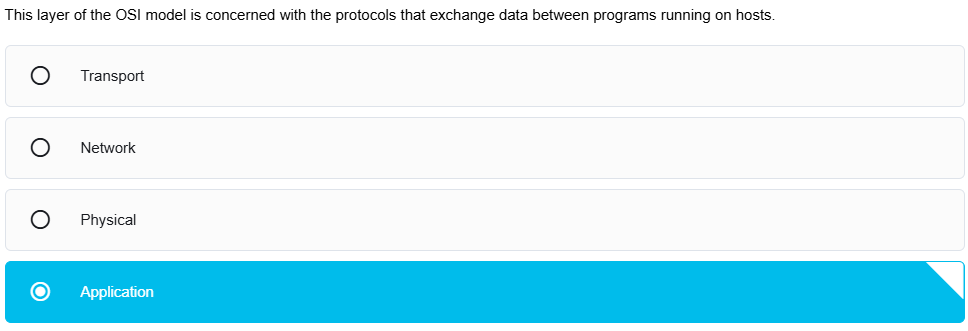 This layer of the OSI model is concerned with the protocols that exchange data between programs running on hosts.
Transport
Network
Physical
Application